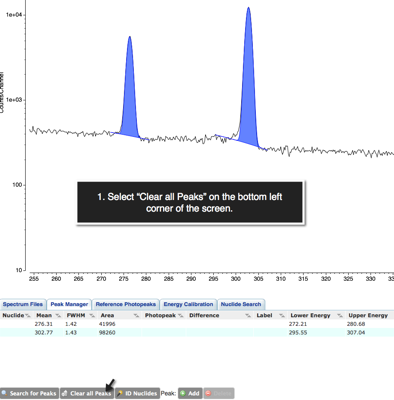 1e+04
Counts/Channel
1e+03
100
10
255 260 265 270 275 280 285 290 295 300 305 310 315 320 325 330
1. Select “Clear all Peaks” on the bottom left
corner of the screen.
Spectrum Files Peak Manager Reference Photopeaks Energy Calibration Nuclide Search
Nuclide Mean FWHM Area Photopeak Difference Label Lower Energy Upper Energy
276.31 1.42 41996 272.21 280.68
302.77 1.43 98260 295.55 307.04
Search for Peaks Clear all Peaks ID Nuclides Peak: Add